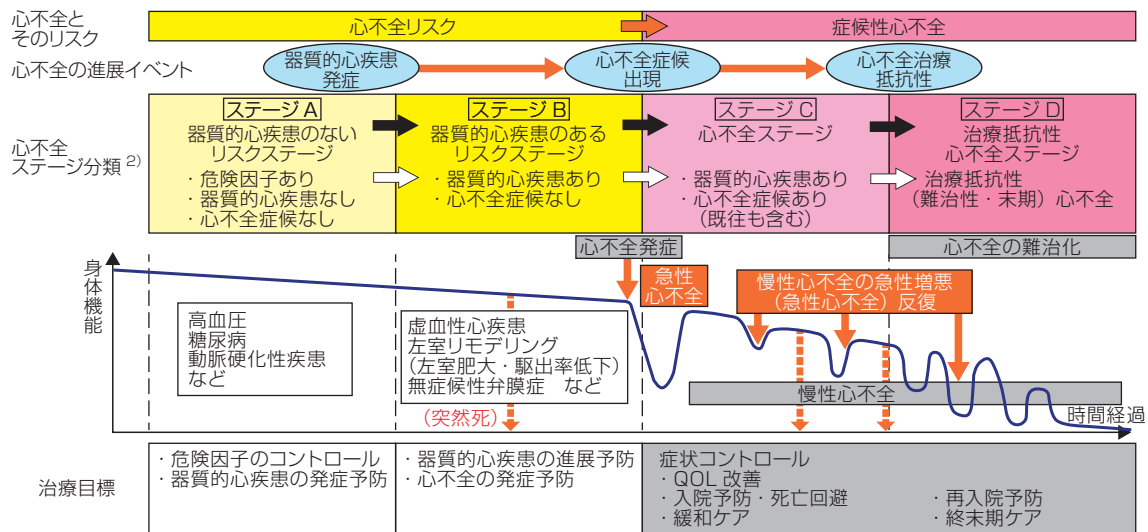 心不全と
そのリスク
心不全リスク
症候性心不全
心不全の進展イベント
器質的心疾患
発症
心不全症候
出現
心不全治療
抵抗性
心不全
ステージ分類 2)
ステージA
器質的心疾患のない
リスクステージ
・危険因子あり
・器質的心疾患なし
・心不全症候なし
ステージB
器質的心疾患のある
リスクステージ
・器質的心疾患あり
・心不全症候なし
ステージC
心不全ステージ
・器質的心疾患あり
・心不全症候あり
(既往も含む)
ステージD
治療抵抗性
心不全ステージ
治療抵抗性
(難治性・末期)心不全
心不全発症
心不全の難治化
身体機能
急性
心不全
慢性心不全の急性増悪
(急性心不全)反復
高血圧
糖尿病
動脈硬化性疾患
など
虚血性心疾患
左室リモデリング
(左室肥大・駆出率低下)
無症候性弁膜症 など
(突然死)
慢性心不全
時間経過
治療目標
・危険因子のコントロール
・器質的心疾患の発症予防
・器質的心疾患の進展予防
・心不全の発症予防
症状コントロール
・QOL 改善
・入院予防・死亡回避
・緩和ケア
・再入院予防
・終末期ケア